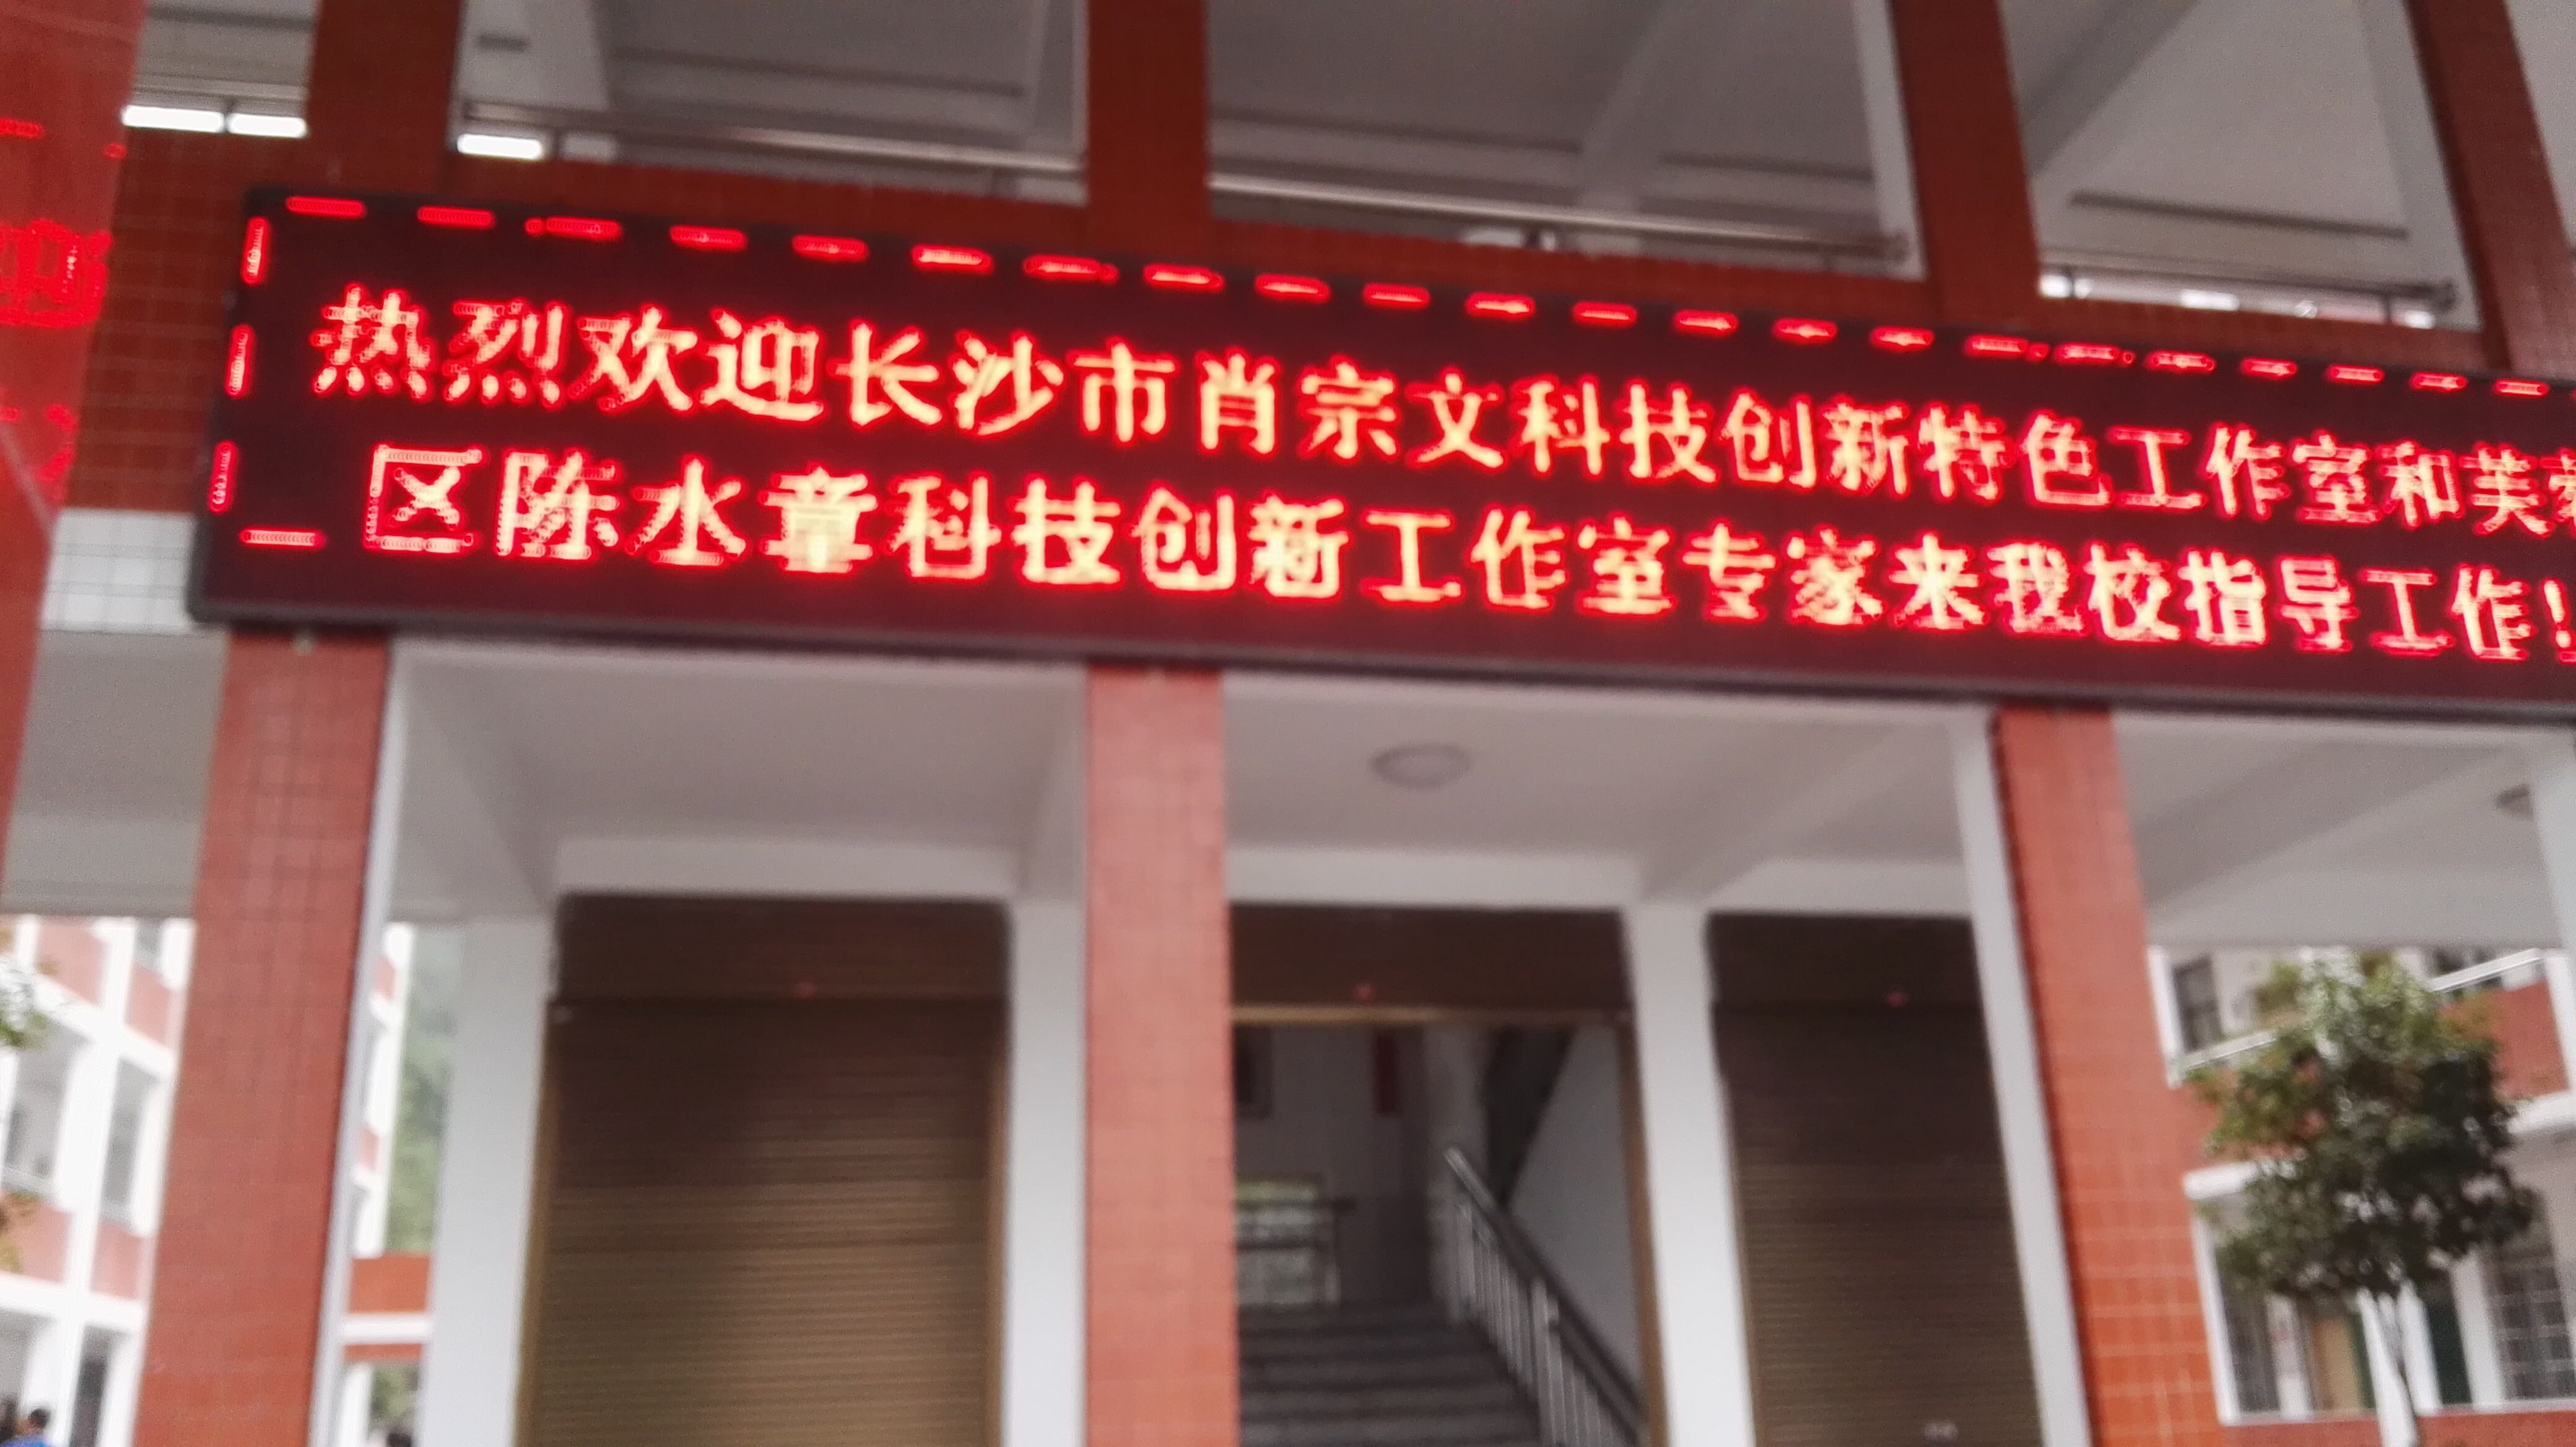 热烈欢迎长沙市肖宗文科技创新特色工作室和芙蓉
区陈水章科技创新工作室专家来我校指导工作!
迎